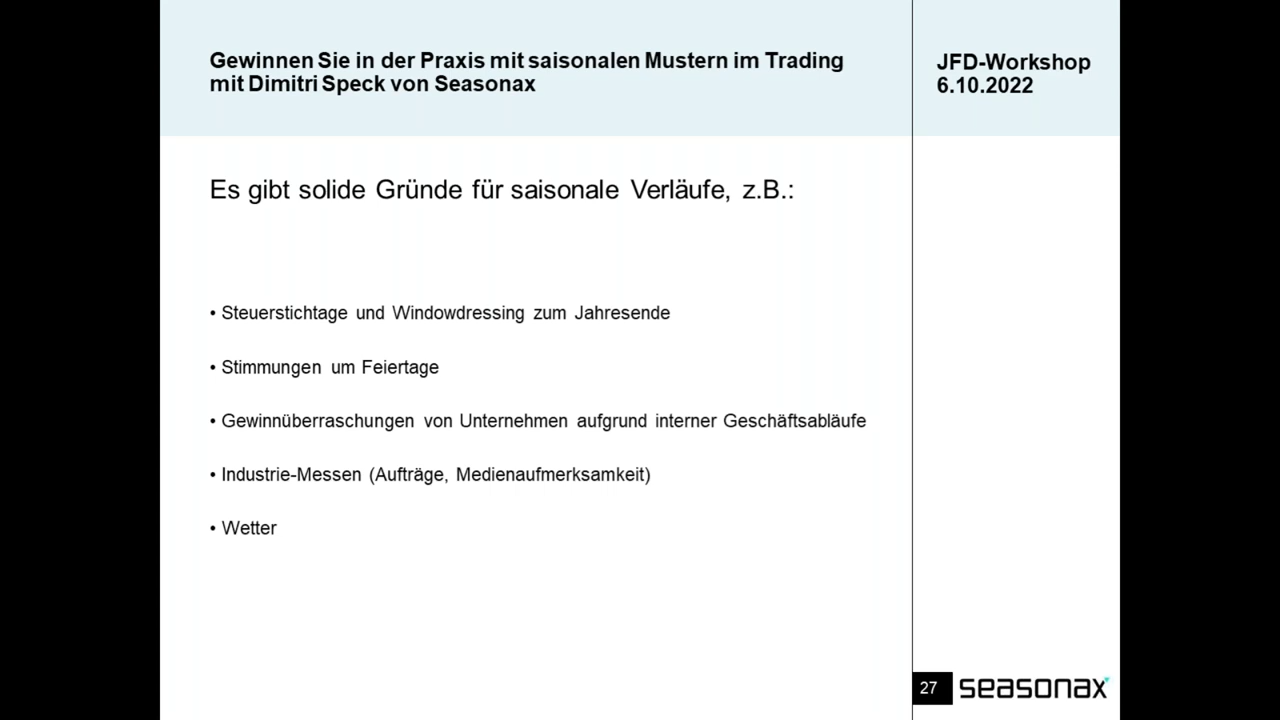 Gewinnen Sie in der Praxis mit saisonalen Mustern im Trading
mit Dimitri Speck von Seasonax
JFD-Workshop
6.10.2022
Es gibt solide Gründe für saisonale Verläufe, z.B.:
• Steuerstichtage und Windowdressing zum Jahresende
• Stimmungen um Feiertage
• Gewinnüberraschungen von Unternehmen aufgrund interner Geschäftsabläufe
• Industrie-Messen (Aufträge, Medienaufmerksamkeit)
• Wetter
27
seasonax